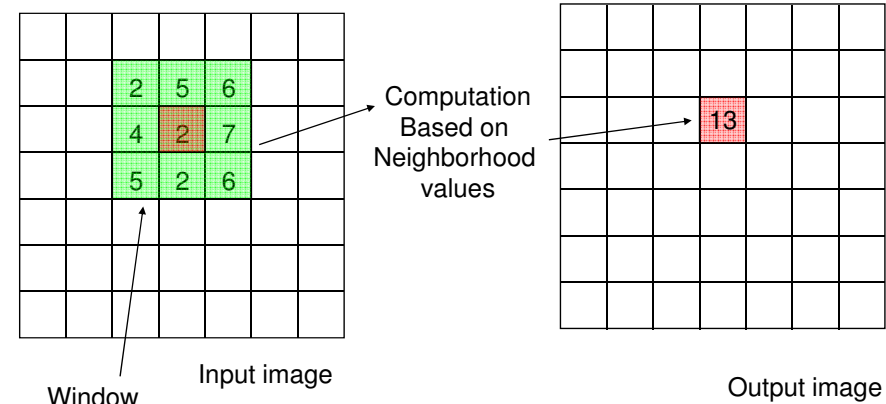 2 5 6
4 2 7
5 2 6
Window
Input image
Computation
Based on
Neighborhood
values
13
Output image